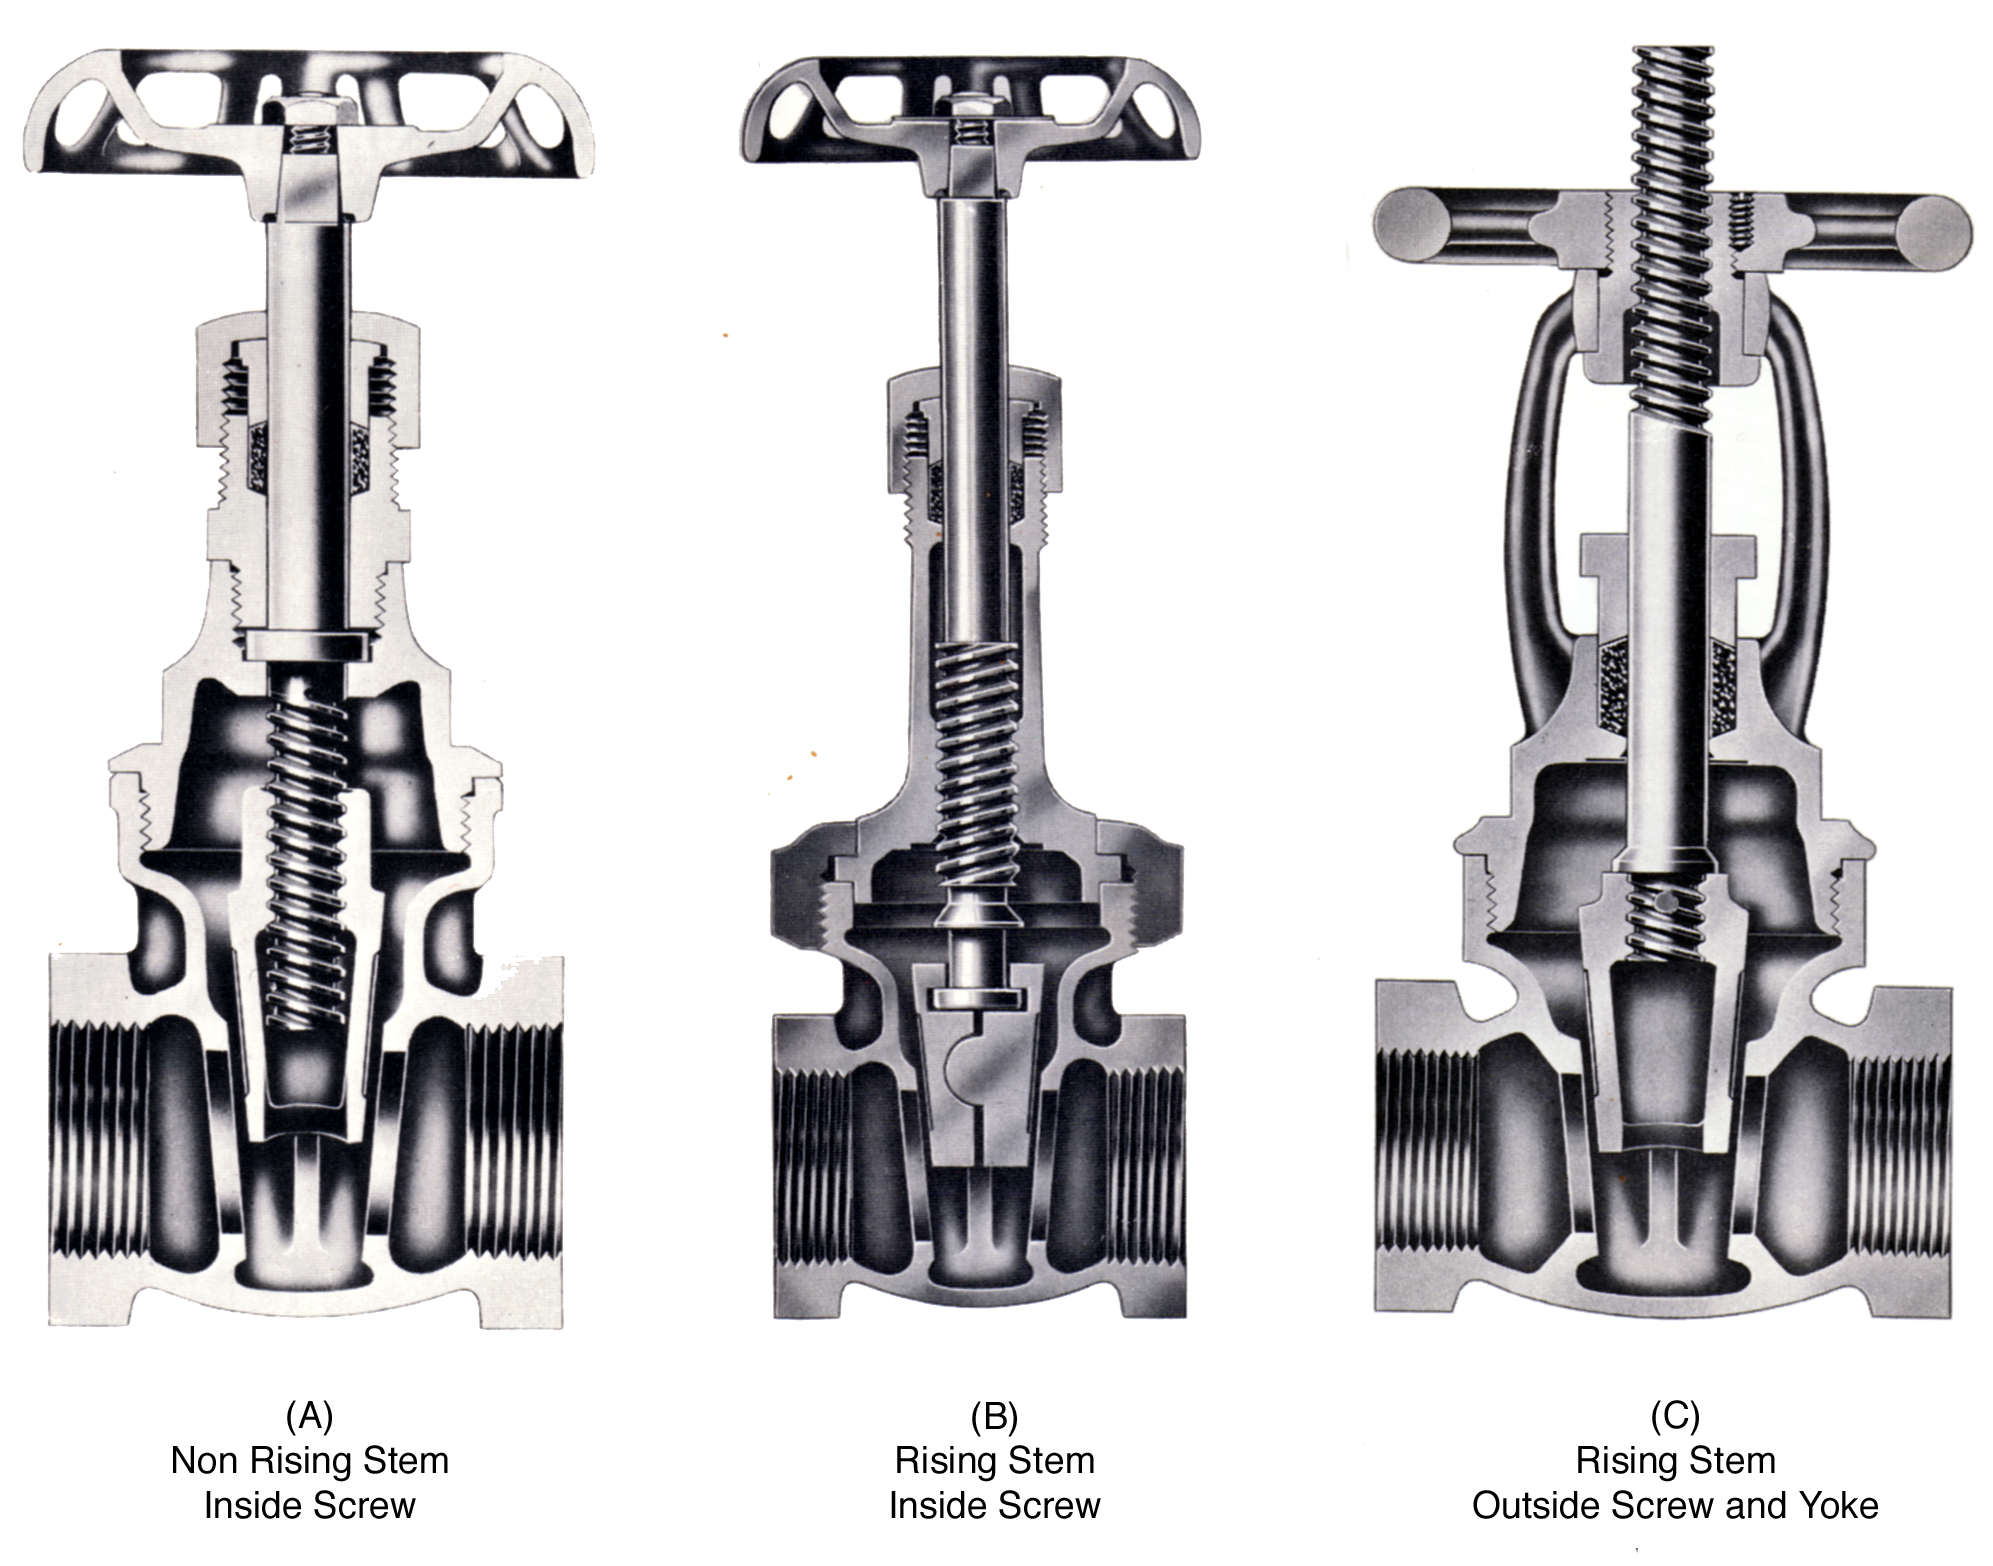 (A)
Non Rising Stem
Inside Screw
(B)
Rising Stem
Inside Screw
(C)
Rising Stem
Outside Screw and Yoke